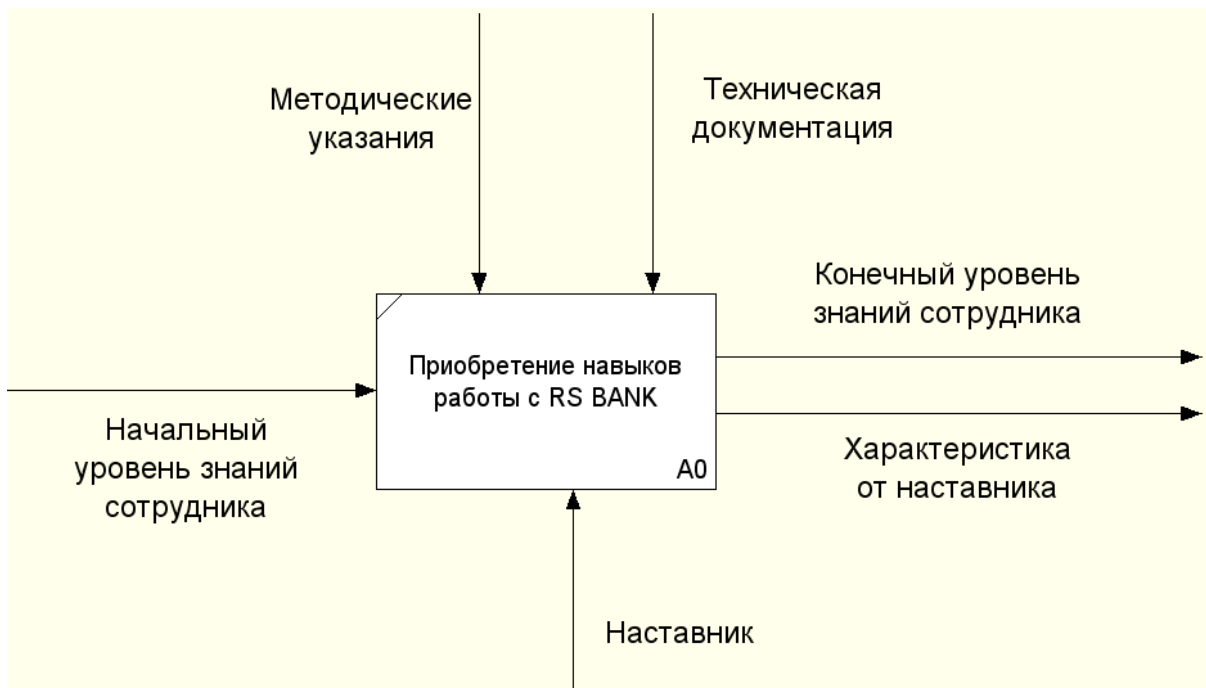 Методические
указания
Техническая
документация
Конечный уровень
знаний сотрудника
Приобретение навыков
работы с RS BANK
A0
Начальный
уровень знаний
сотрудника
Характеристика
от наставника
Наставник